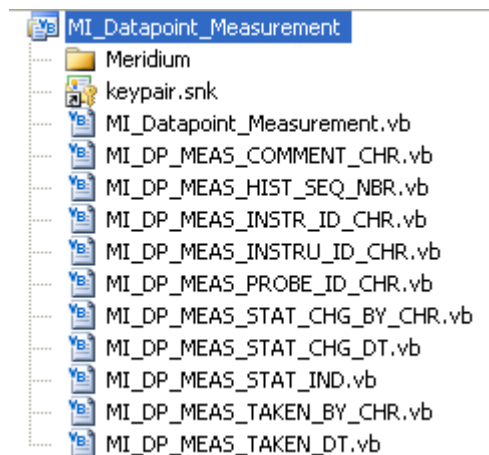 MI_Datapoint_Measurement
Meridium
keypair.snk
MI_Datapoint_Measurement.vb
MI_DP_MEAS_COMMENT_CHR.vb
MI_DP_MEAS_HIST_SEQ_NBR.vb
MI_DP_MEAS_INSTR_ID_CHR.vb
MI_DP_MEAS_INSTRU_ID_CHR.vb
MI_DP_MEAS_PROBE_ID_CHR.vb
MI_DP_MEAS_STAT_CHG_BY_CHR.vb
MI_DP_MEAS_STAT_CHG_DT.vb
MI_DP_MEAS_STAT_IND.vb
MI_DP_MEAS_TAKEN_BY_CHR.vb
MI_DP_MEAS_TAKEN_DT.vb